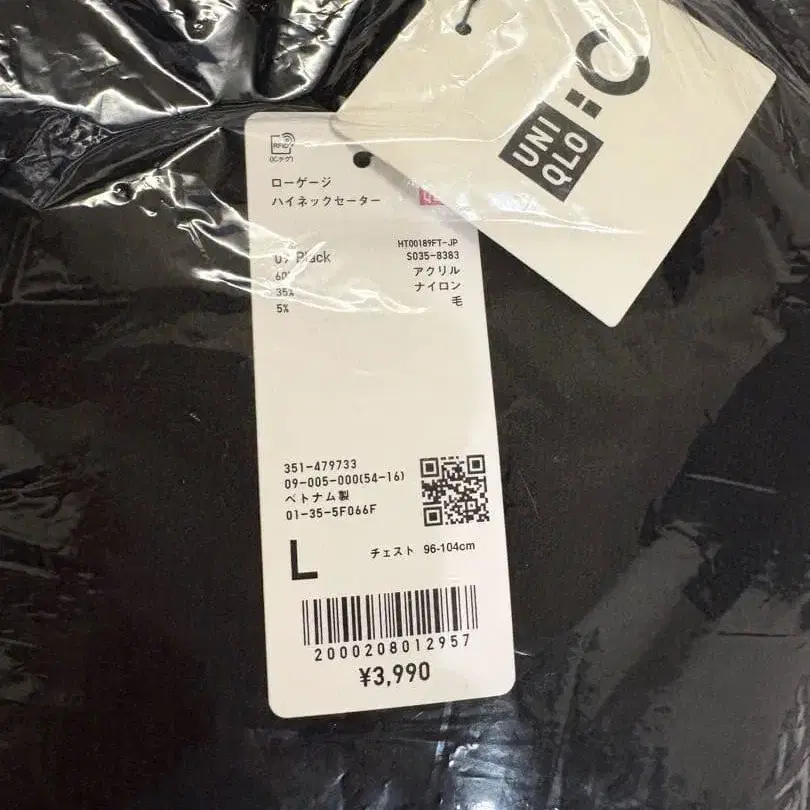 UNI
QLO
:C
RFID
(ICタグ)
ローゲージ
ハイネックセーター
HT00189FT-JP
09 Black S035-8383
60% アクリル
35% ナイロン
5% 毛
351-479733
09-005-000(54-16)
ベトナム製
01-35-5F066F
L チェスト 96-104cm
2000208012957
¥3,990